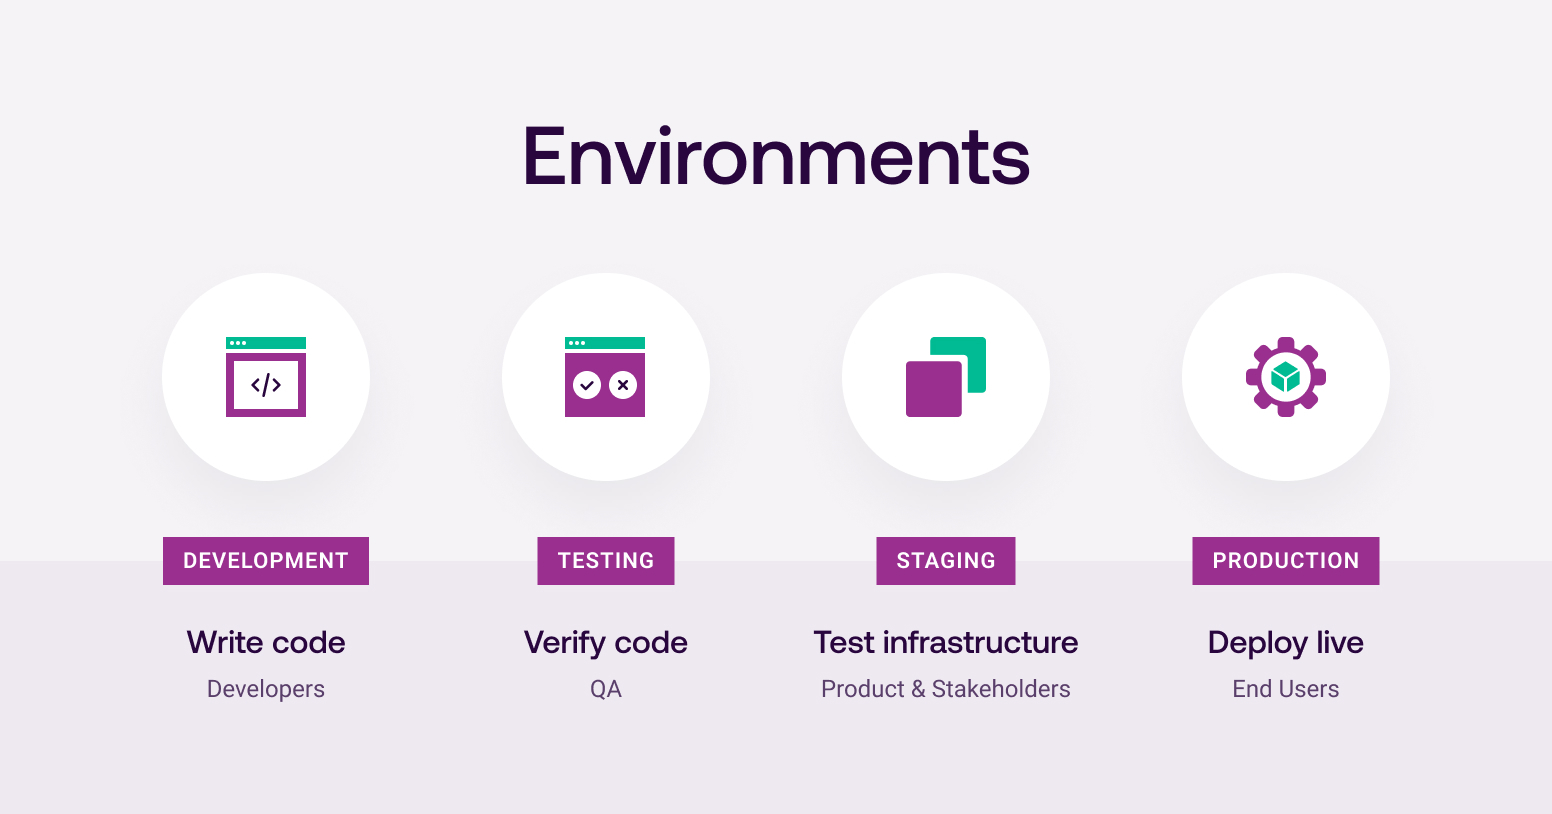 Environments
DEVELOPMENT
Write code
Developers
TESTING
Verify code
QA
STAGING
Test infrastructure
Product & Stakeholders
PRODUCTION
Deploy live
End Users